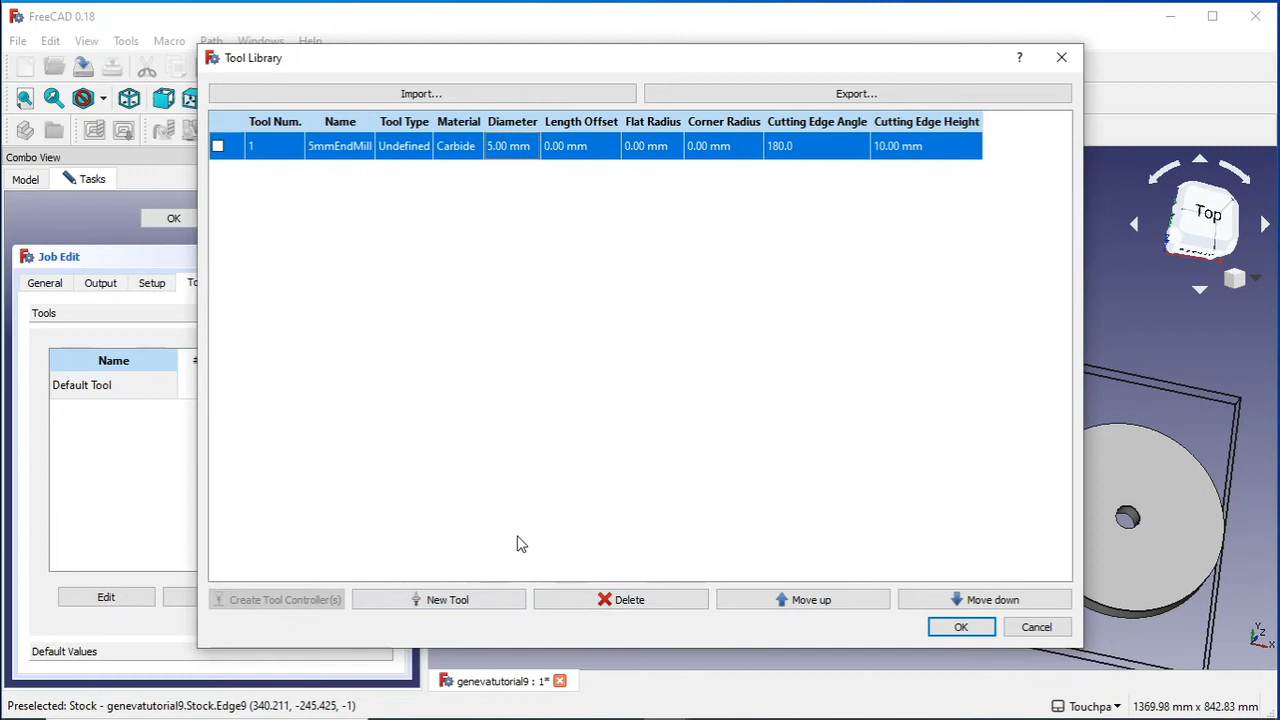 FreeCAD 0.18
File Edit View Tools Macro Path Windows Help
Tool Library
?
Import... Export...
Tool Num. Name Tool Type Material Diameter Length Offset Flat Radius Corner Radius Cutting Edge Angle Cutting Edge Height
1 5mmEndMill Undefined Carbide 5.00 mm 0.00 mm 0.00 mm 0.00 mm 180.0 10.00 mm
Combo View
Model Tasks
OK
Job Edit
General Output Setup To
Tools
Name #
Default Tool
Edit
Default Values
Create Tool Controller(s) New Tool Delete Move up Move down
OK Cancel
Top
Y
Z
X
genevatutorial9 : 1*
Preselected: Stock - genevatutorial9.Stock.Edge9 (340.211, -245.425, -1)
Touchpa 1369.98 mm x 842.83 mm